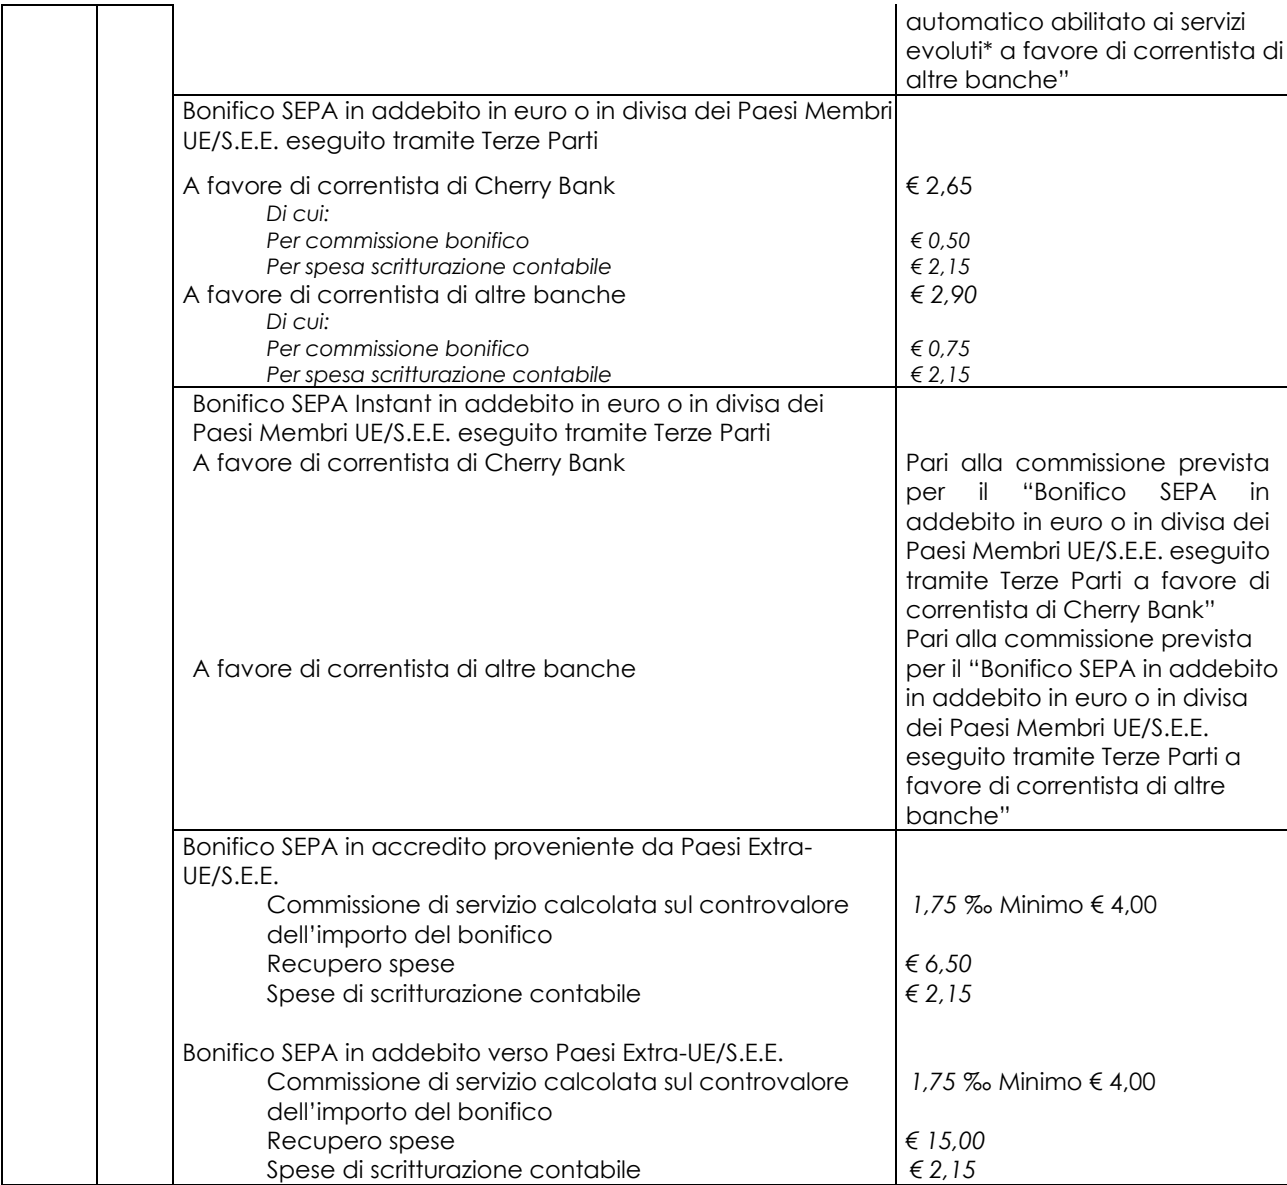 automatico abilitato ai servizi
evoluti* a favore di correntista di
altre banche”
Bonifico SEPA in addebito in euro o in divisa dei Paesi Membri
UE/S.E.E. eseguito tramite Terze Parti
A favore di correntista di Cherry Bank € 2,65
Di cui:
Per commissione bonifico € 0,50
Per spesa scritturazione contabile € 2,15
A favore di correntista di altre banche € 2,90
Di cui:
Per commissione bonifico € 0,75
Per spesa scritturazione contabile € 2,15
Bonifico SEPA Instant in addebito in euro o in divisa dei
Paesi Membri UE/S.E.E. eseguito tramite Terze Parti
A favore di correntista di Cherry Bank Pari alla commissione prevista
per il “Bonifico SEPA in
addebito in euro o in divisa dei
Paesi Membri UE/S.E.E. eseguito
tramite Terze Parti a favore di
correntista di Cherry Bank”
Pari alla commissione prevista
A favore di correntista di altre banche per il “Bonifico SEPA in addebito
in addebito in euro o in divisa
dei Paesi Membri UE/S.E.E.
eseguito tramite Terze Parti a
favore di correntista di altre
banche”
Bonifico SEPA in accredito proveniente da Paesi Extra-
UE/S.E.E.
Commissione di servizio calcolata sul controvalore 1,75 ‰ Minimo € 4,00
dell’importo del bonifico
Recupero spese € 6,50
Spese di scritturazione contabile € 2,15
Bonifico SEPA in addebito verso Paesi Extra-UE/S.E.E.
Commissione di servizio calcolata sul controvalore 1,75 ‰ Minimo € 4,00
dell’importo del bonifico
Recupero spese € 15,00
Spese di scritturazione contabile € 2,15